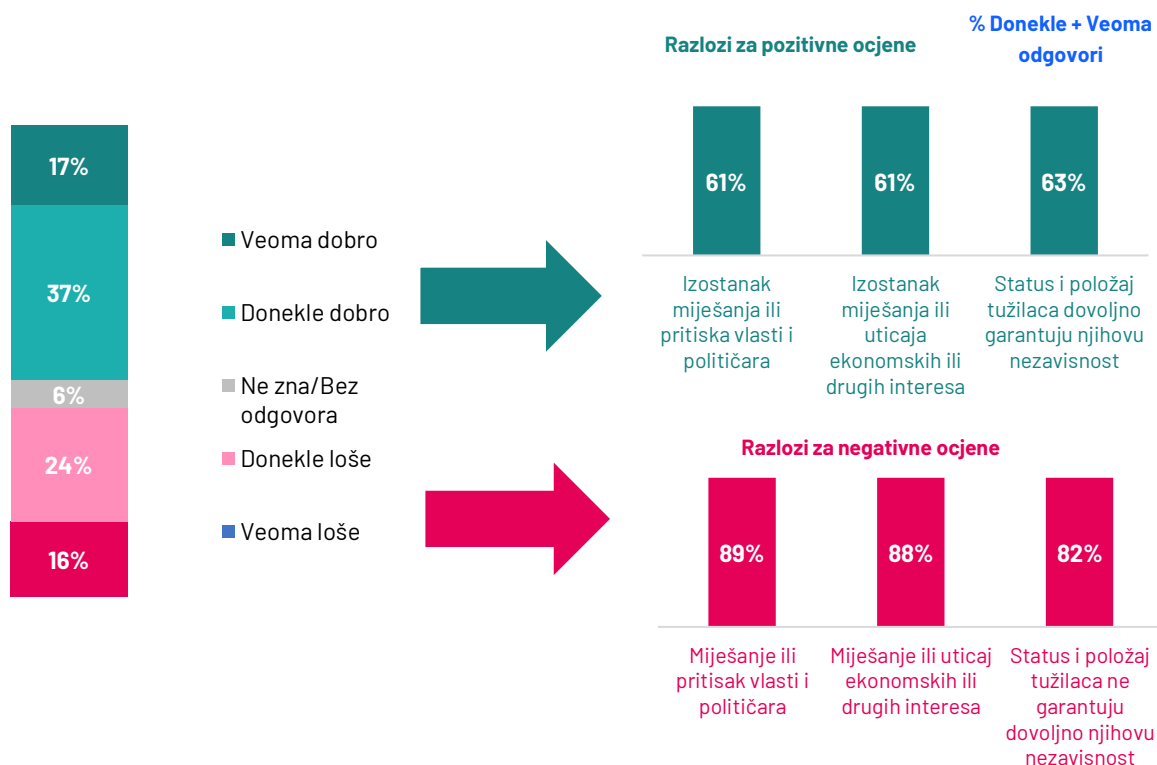 17%
37%
6%
24%
16%
Veoma dobro
Donekle dobro
Ne zna/Bez
odgovora
Donekle loše
Veoma loše
Razlozi za pozitivne ocjene
% Donekle + Veoma
odgovori
61%
61%
63%
Izostanak
miješanja ili
pritiska vlasti i
političara
Izostanak
miješanja ili
uticaja
ekonomskih ili
drugih interesa
Status i položaj
tužilaca dovoljno
garantuju njihovu
nezavisnost
Razlozi za negativne ocjene
89%
88%
82%
Miješanje ili
pritisak vlasti i
političara
Miješanje ili uticaj
ekonomskih ili
drugih interesa
Status i položaj
tužilaca ne
garantuju
dovoljno njihovu
nezavisnost